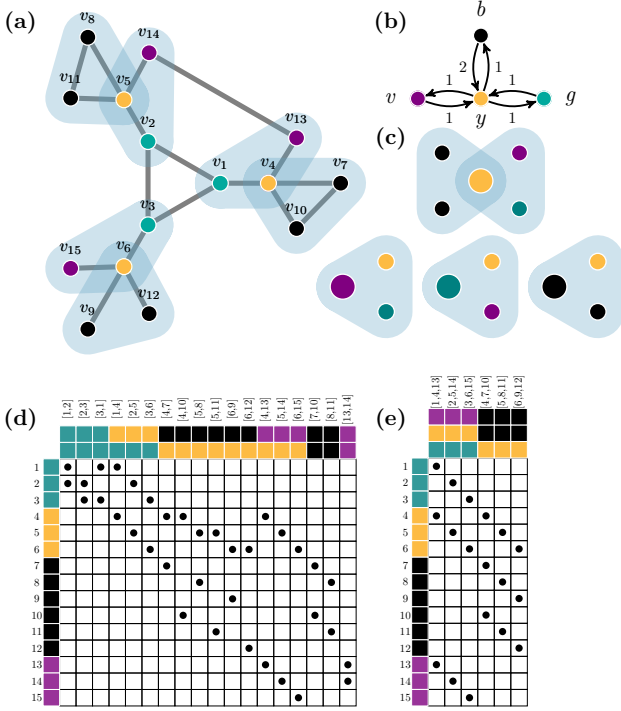 (a)
v8
v14
v11
v5
v2
v13
v1
v4
v7
v3
v10
v15
v6
v12
v9
(b)
b
1 2 1 1
v y g
1 1
(c)
(d)
[1,2] [2,3] [3,1] [1,4] [2,5] [3,6] [4,7] [4,10] [5,8] [5,11] [6,9] [6,12] [4,13] [5,14] [6,15] [7,10] [8,11] [13,14]
1
2
3
4
5
6
7
8
9
10
11
12
13
14
15
(e)
[1,4,13] [2,5,14] [3,6,15] [4,7,10] [5,8,11] [6,9,12]
1
2
3
4
5
6
7
8
9
10
11
12
13
14
15